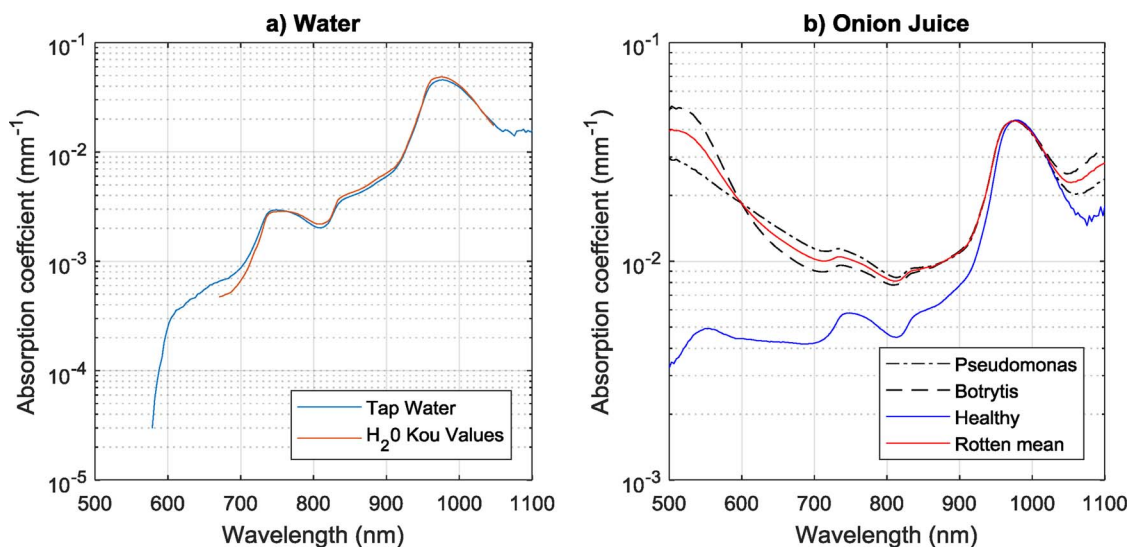 a) Water
10^-1
10^-2
10^-3
10^-4
10^-5
Absorption coeffcient (mm^-1)
500 600 700 800 900 1000 1100
Wavelength (nm)
Tap Water
H_20 Kou Values
b) Onion Juice
10^-1
10^-2
10^-3
Absorption coeffcient (mm^-1)
500 600 700 800 900 1000 1100
Wavelength (nm)
Pseudomonas
Botrytis
Healthy
Rotten mean